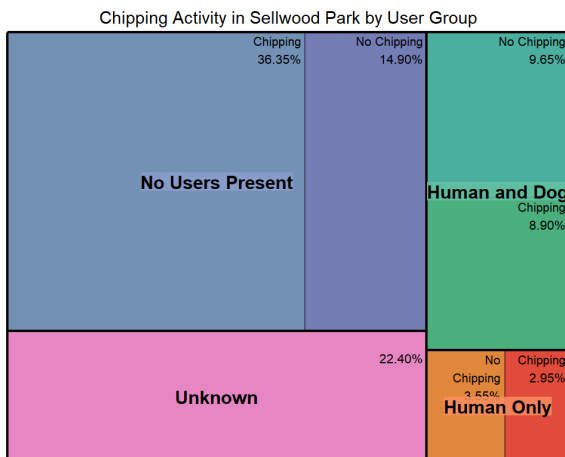 Chipping Activity in Sellwood Park by User Group
Chipping
36.35%
No Chipping
14.90%
No Users Present
No Chipping
9.65%
Human and Dog
Chipping
8.90%
22.40%
Unknown
No
Chipping
3.55%
Chipping
2.95%
Human Only